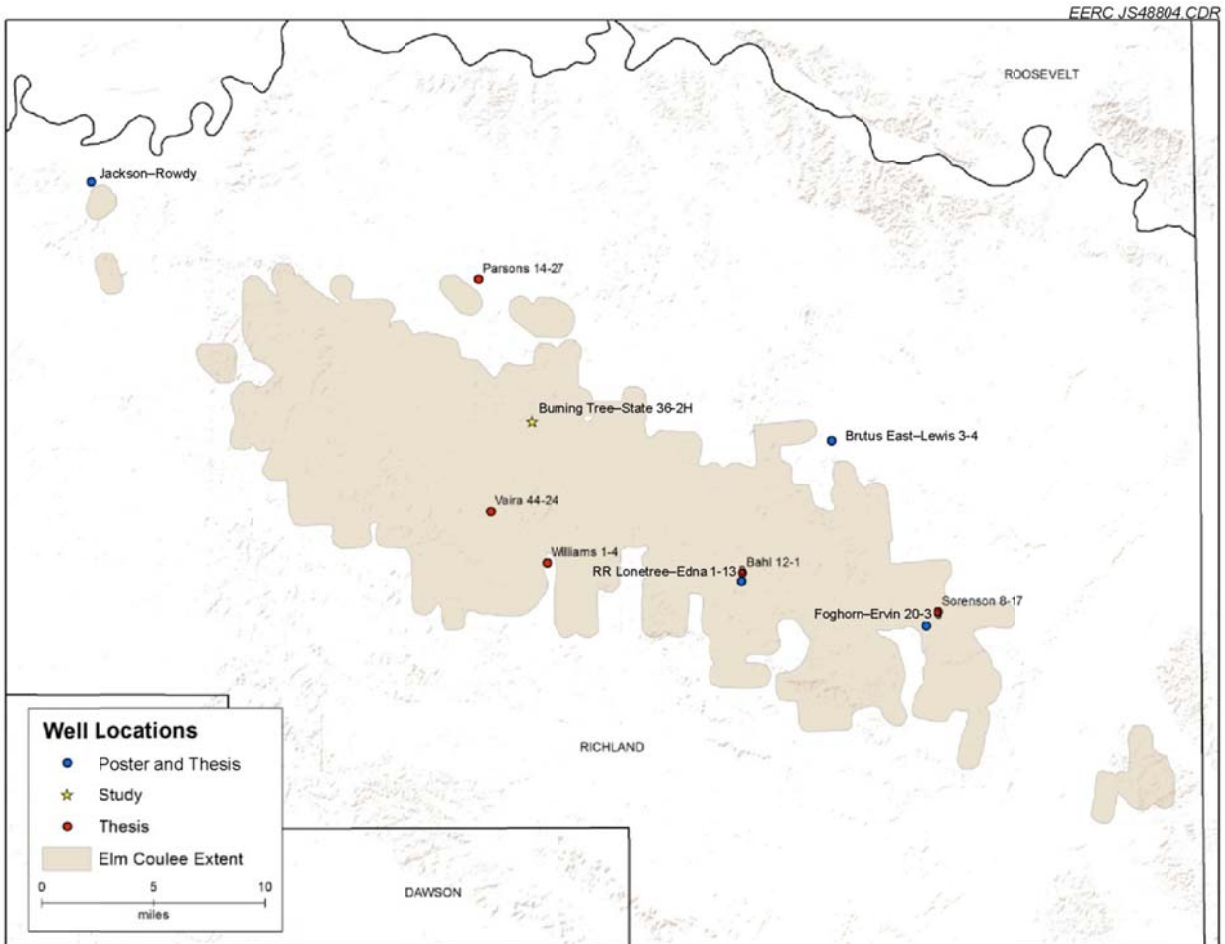 EERC JS48804.CDR
ROOSEVELT
Jackson–Rowdy
Parsons 14-27
Burning Tree–State 36-2H
Brutus East–Lewis 3-4
Vaira 44-24
Williams 1-4
Bahl 12-1
RR Lonetree–Edna 1-13
Sorenson 8-17
Foghorn–Ervin 20-3
RICHLAND
Well Locations
Poster and Thesis
Study
Thesis
Elm Coulee Extent
0 5 10
miles
DAWSON